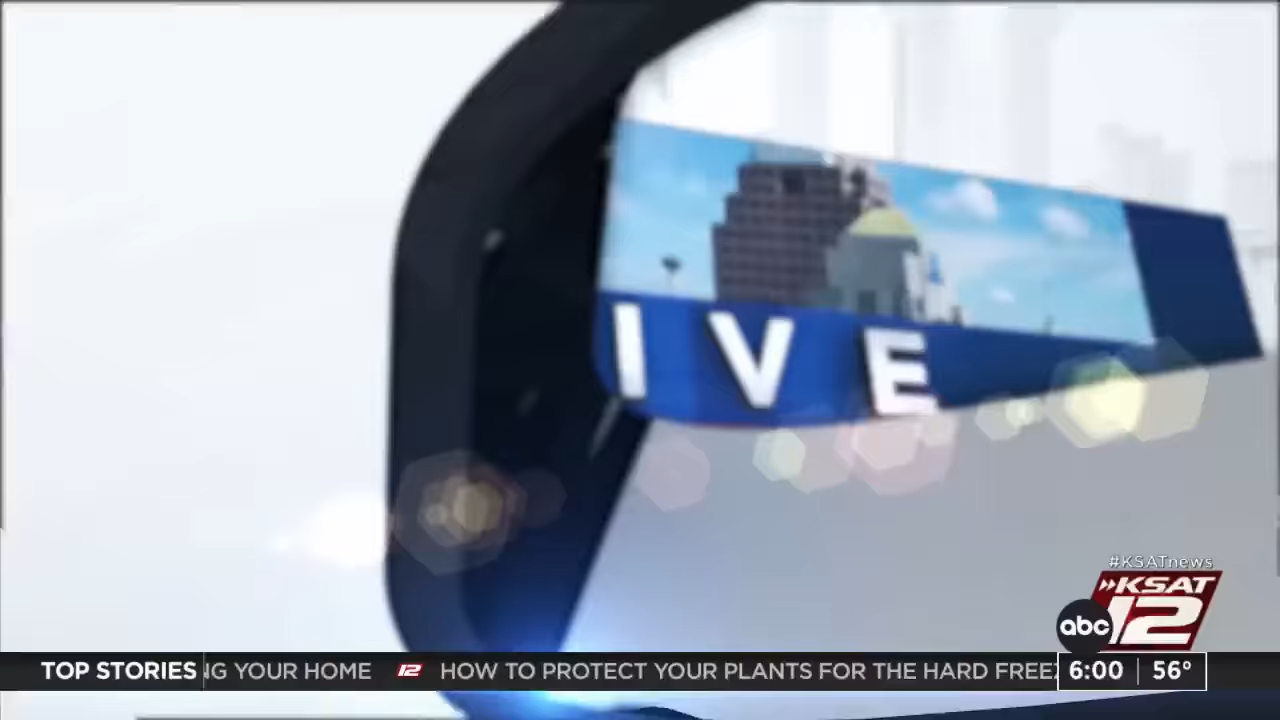 IVE
#KSATnews
KSAT
abc 12
TOP STORIES NG YOUR HOME 12 HOW TO PROTECT YOUR PLANTS FOR THE HARD FREEZ 6:00 56°